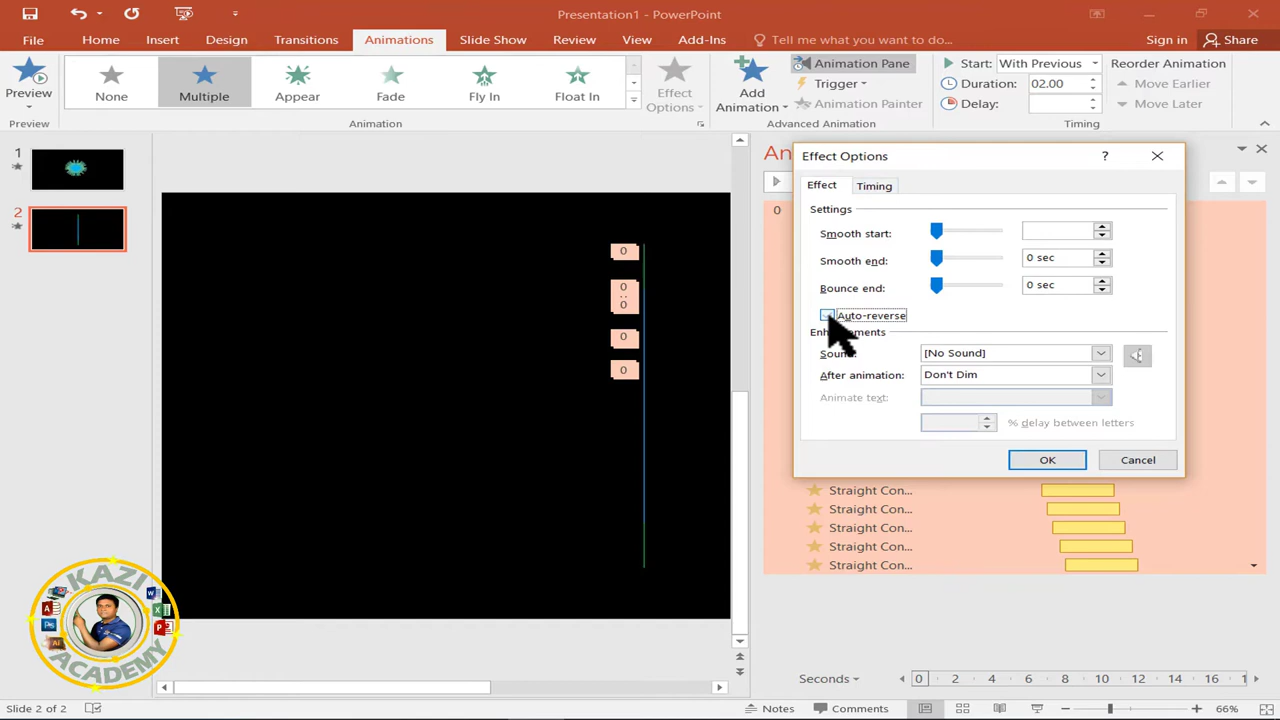 Presentation1 - PowerPoint
File Home Insert Design Transitions Animations Slide Show Review View Add-Ins Tell me what you want to do... Sign in Share
Preview
None
Multiple
Appear
Fade
Fly In
Float In
Effect
Options
Add
Animation
Animation Pane
Trigger
Animation Painter
Start: With Previous
Duration: 02.00
Delay:
Reorder Animation
Move Earlier
Move Later
Preview Animation Advanced Animation Timing
1
2
0
0
0
0
0
0
Effect Options
?
Effect Timing
Settings
Smooth start:
Smooth end: 0 sec
Bounce end: 0 sec
Auto-reverse
Sound: [No Sound]
After animation: Don't Dim
Animate text:
% delay between letters
OK Cancel
Straight Con...
Straight Con...
Straight Con...
Straight Con...
Straight Con...
KAZI
ACADEMY
Seconds 0 2 4 6 8 10 12 14 16 1
Slide 2 of 2 Notes Comments 66%